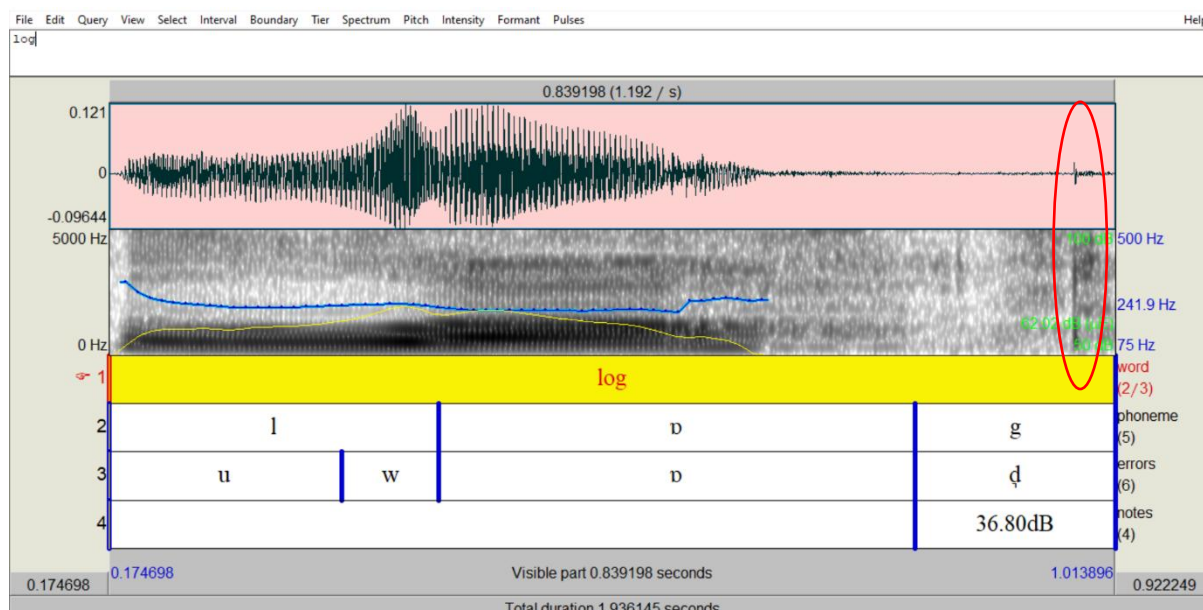 File Edit Query View Select Interval Boundary Tier Spectrum Pitch Intensity Formant Pulses Help
log
0.839198 (1.192 / s)
0.121
0
-0.09644
5000 Hz
500 Hz
241.9 Hz
0 Hz
75 Hz
1
log
word
(2/3)
2
l
ɒ
g
phoneme
(5)
3
u
w
ɒ
errors
(6)
4
36.80dB
notes
(4)
0.174698
0.174698
Visible part 0.839198 seconds
1.013896
0.922249
Total duration 1.936145 seconds